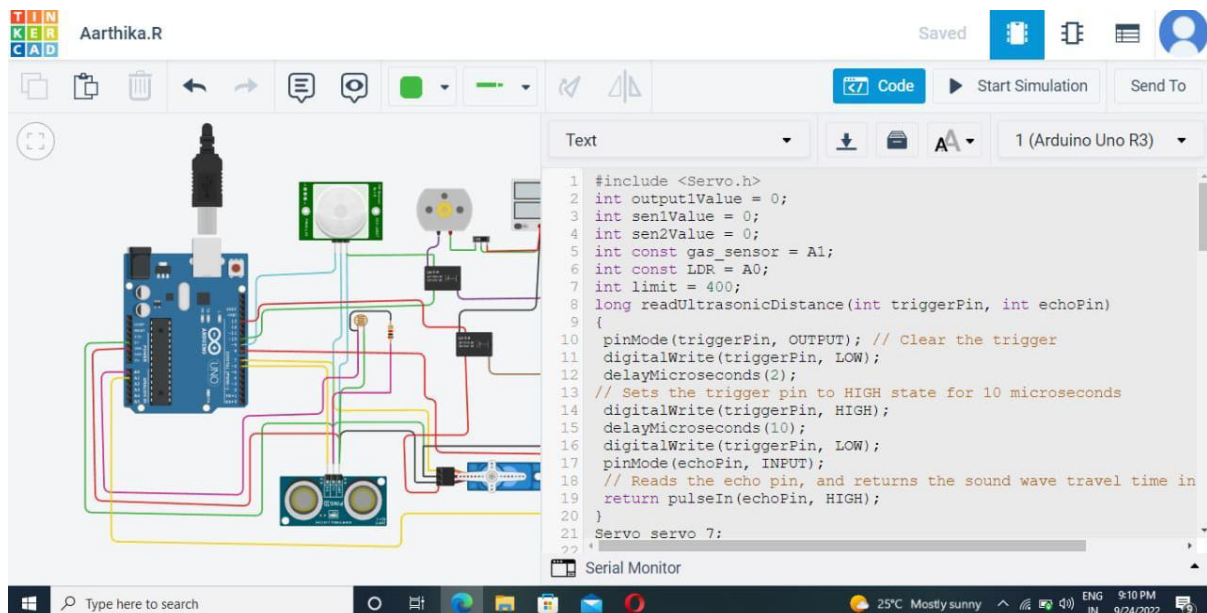 TIN
KER
CAD
Aarthika.R
Saved
Code
Start Simulation
Send To
Text
AA
1 (Arduino Uno R3)
1 #include <Servo.h>
2 int output1Value = 0;
3 int sen1Value = 0;
4 int sen2Value = 0;
5 int const gas_sensor = A1;
6 int const LDR = A0;
7 int limit = 400;
8 long readUltrasonicDistance(int triggerPin, int echoPin)
9 {
10 pinMode(triggerPin, OUTPUT); // Clear the trigger
11 digitalWrite(triggerPin, LOW);
12 delayMicroseconds(2);
13 // Sets the trigger pin to HIGH state for 10 microseconds
14 digitalWrite(triggerPin, HIGH);
15 delayMicroseconds(10);
16 digitalWrite(triggerPin, LOW);
17 pinMode(echoPin, INPUT);
18 // Reads the echo pin, and returns the sound wave travel time in
19 return pulseIn(echoPin, HIGH);
20 }
21 Servo servo_7;
22
ARDUINO
UNO
Serial Monitor
Type here to search
25°C Mostly sunny
ENG
IN
9:10 PM
9/24/2022